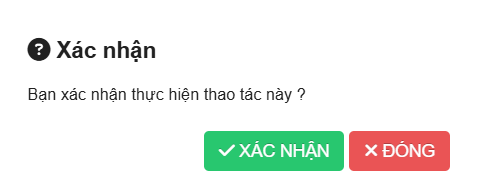 Xác nhận
Bạn xác nhận thực hiện thao tác này ?
XÁC NHẬN
ĐÓNG